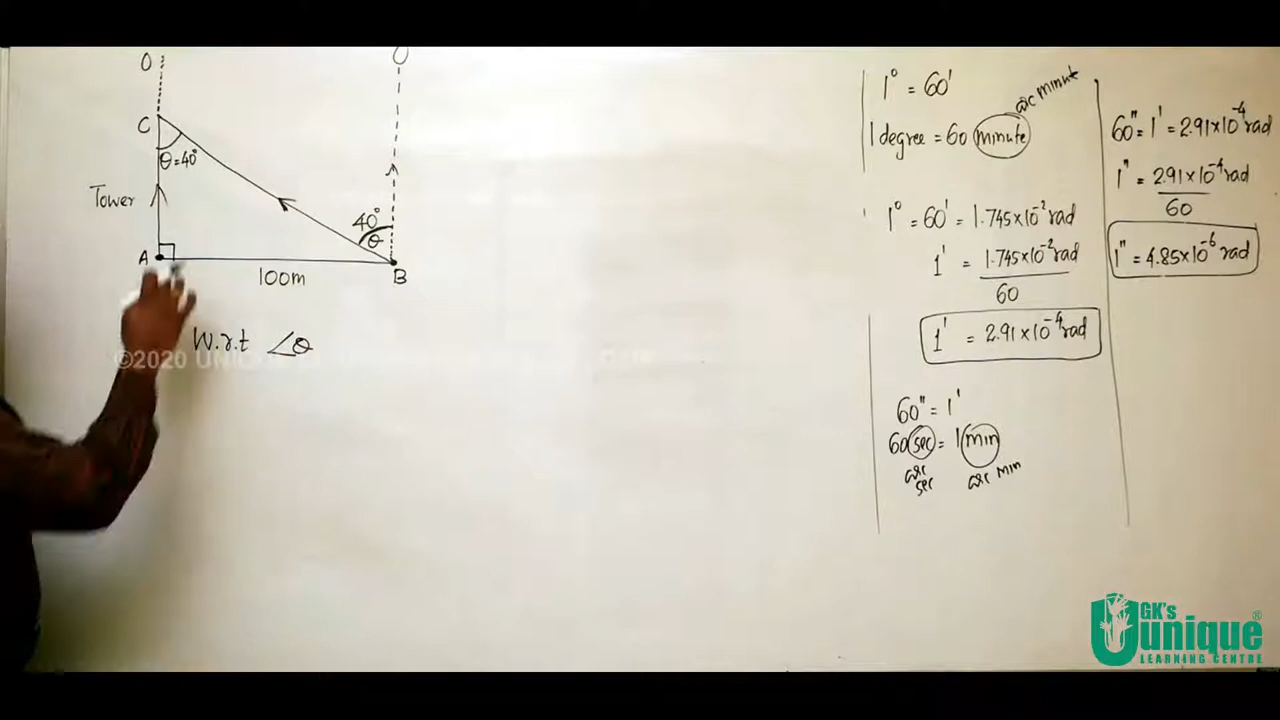 O
O
C
θ=40°
Tower
40°
θ
A
100m
B
W.r.t ∠θ
©2020
1° = 60'
arc minut
1 degree = 60 minute
1° = 60' = 1.745×10⁻² rad
1' = 1.745×10⁻² rad
60
1' = 2.91×10⁻⁴ rad
60" = 1'
60 sec = 1 min
arc sec
arc min
60" = 1' = 2.91×10⁻⁴ rad
1" = 2.91×10⁻⁴ rad
60
1" = 4.85×10⁻⁶ rad
GK's
Uunique®
LEARNING CENTRE